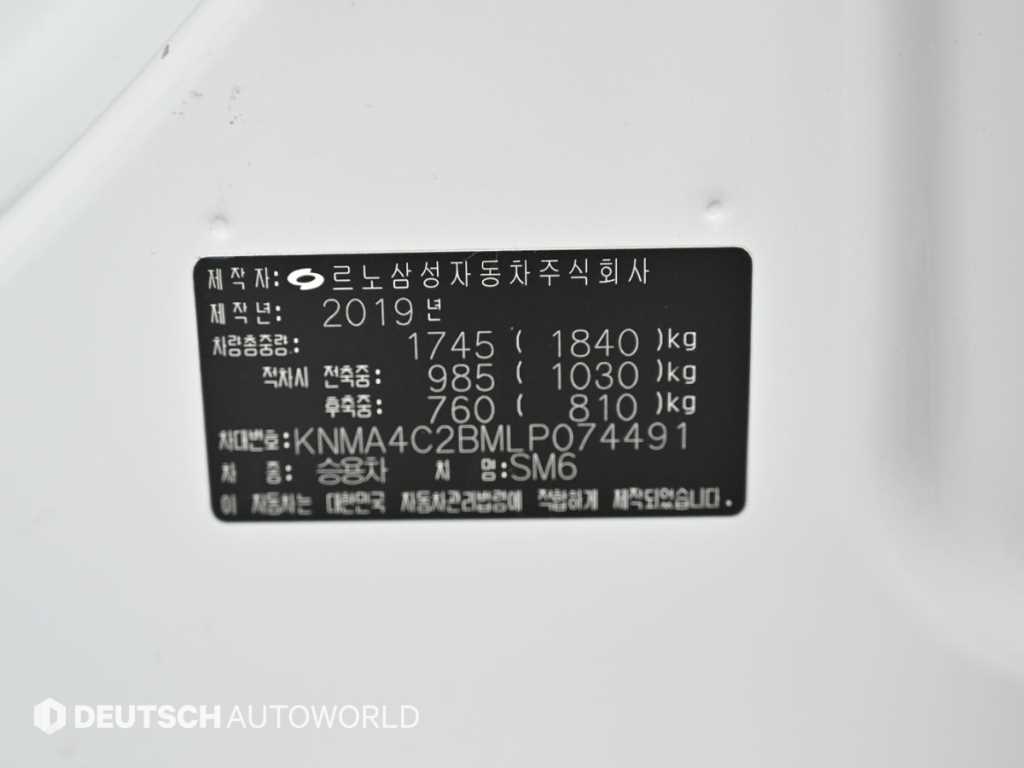 제작자: 르노삼성자동차주식회사
제작년: 2019년
차량총중량: 1745 ( 1840 )kg
적차시 전축중: 985 ( 1030 )kg
후축중: 760 ( 810 )kg
차대번호: KNMA4C2BMLP074491
차 종: 승용차 차 명: SM6
이 자동차는 대한민국 자동차관리법령에 적합하게 제작되었습니다.
DEUTSCH AUTOWORLD